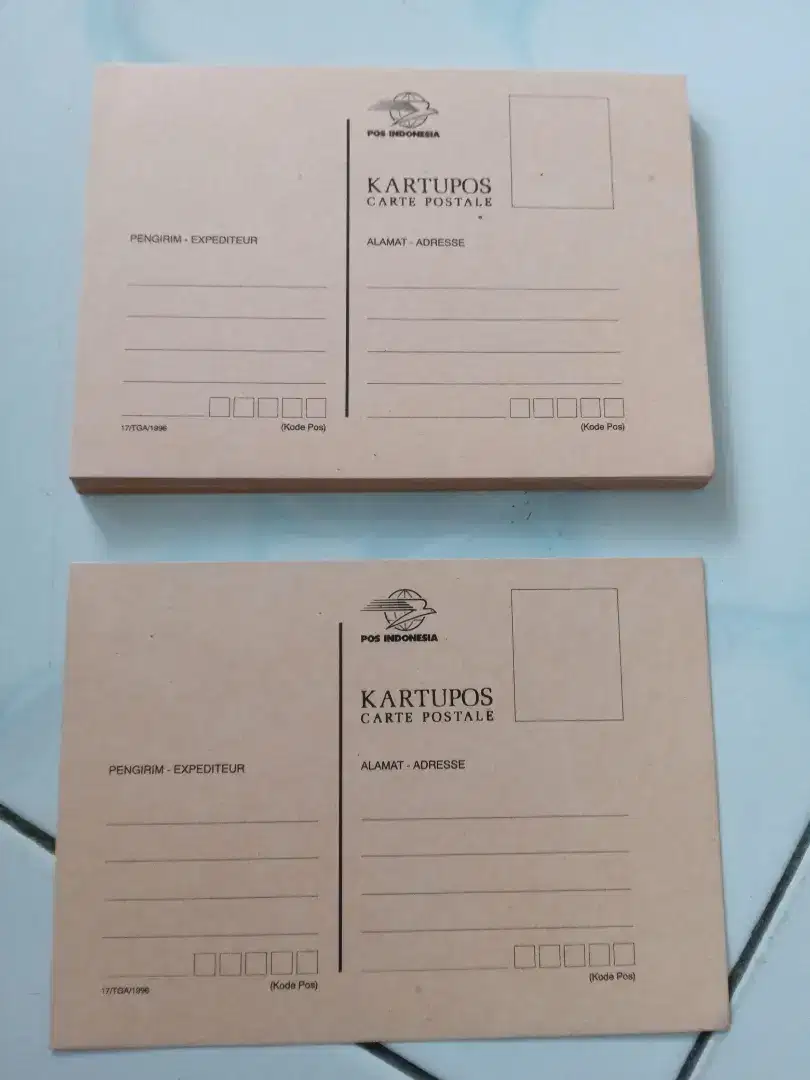 POS INDONESIA
KARTUPOS
CARTE POSTALE
PENGIRIM - EXPEDITEUR
ALAMAT - ADRESSE
17/TGA/1996
(Kode Pos)
(Kode Pos)
POS INDONESIA
KARTUPOS
CARTE POSTALE
PENGIRIM - EXPEDITEUR
ALAMAT - ADRESSE
17/TGA/1996
(Kode Pos)
(Kode Pos)